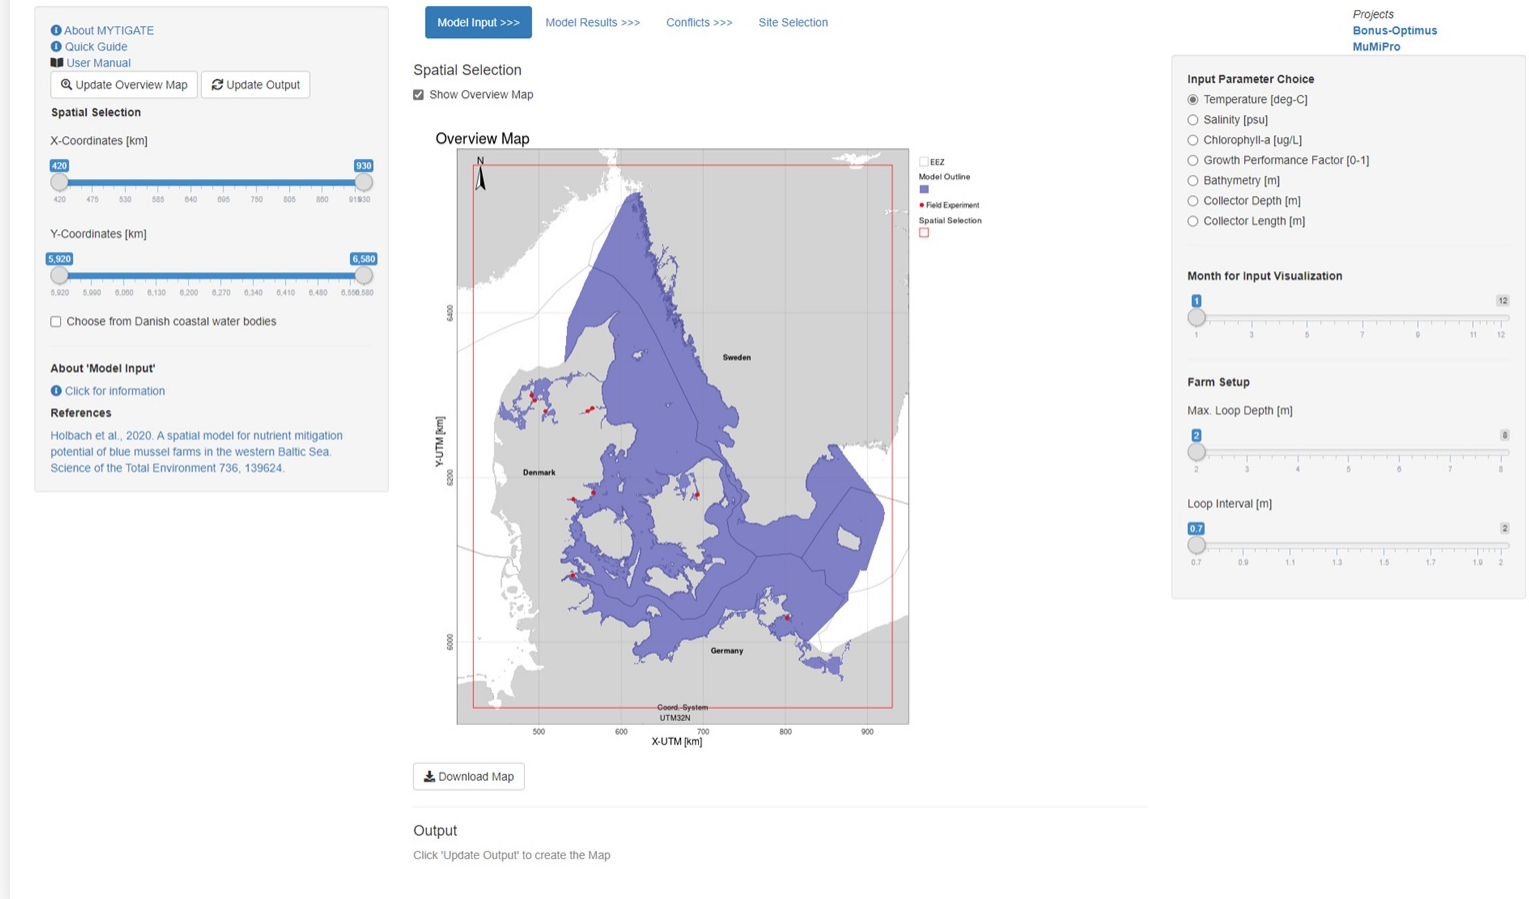 About MYTIGATE
Quick Guide
User Manual
Update Overview Map
Update Output
Spatial Selection
X-Coordinates [km]
420
930
420 475 530 585 640 695 750 805 860
Y-Coordinates [km]
5,920
6,580
5,920 5,990 6,060 6,130 6,200 6,270 6,340 6,410 6,480
Choose from Danish coastal water bodies
About 'Model Input'
Click for information
References
Holbach et al., 2020. A spatial model for nutrient mitigation
potential of blue mussel farms in the western Baltic Sea.
Science of the Total Environment 736, 139624.
Model Input >>>
Model Results >>>
Conflicts >>>
Site Selection
Spatial Selection
Show Overview Map
Overview Map
N
EEZ
Model Outline
Field Experiment
Spatial Selection
Sweden
Denmark
Germany
Coord.-System
UTM32N
Y-UTM [km]
6400
6200
6000
500 600 700 800 900
X-UTM [km]
Download Map
Output
Click 'Update Output' to create the Map
Projects
Bonus-Optimus
MuMiPro
Input Parameter Choice
Temperature [deg-C]
Salinity [psu]
Chlorophyll-a [ug/L]
Growth Performance Factor [0-1]
Bathymetry [m]
Collector Depth [m]
Collector Length [m]
Month for Input Visualization
1
12
1 3 5 7 9 11 12
Farm Setup
Max. Loop Depth [m]
2
8
2 3 4 5 6 7 8
Loop Interval [m]
0.7
2
0.7 0.9 1.1 1.3 1.5 1.7 1.9 2